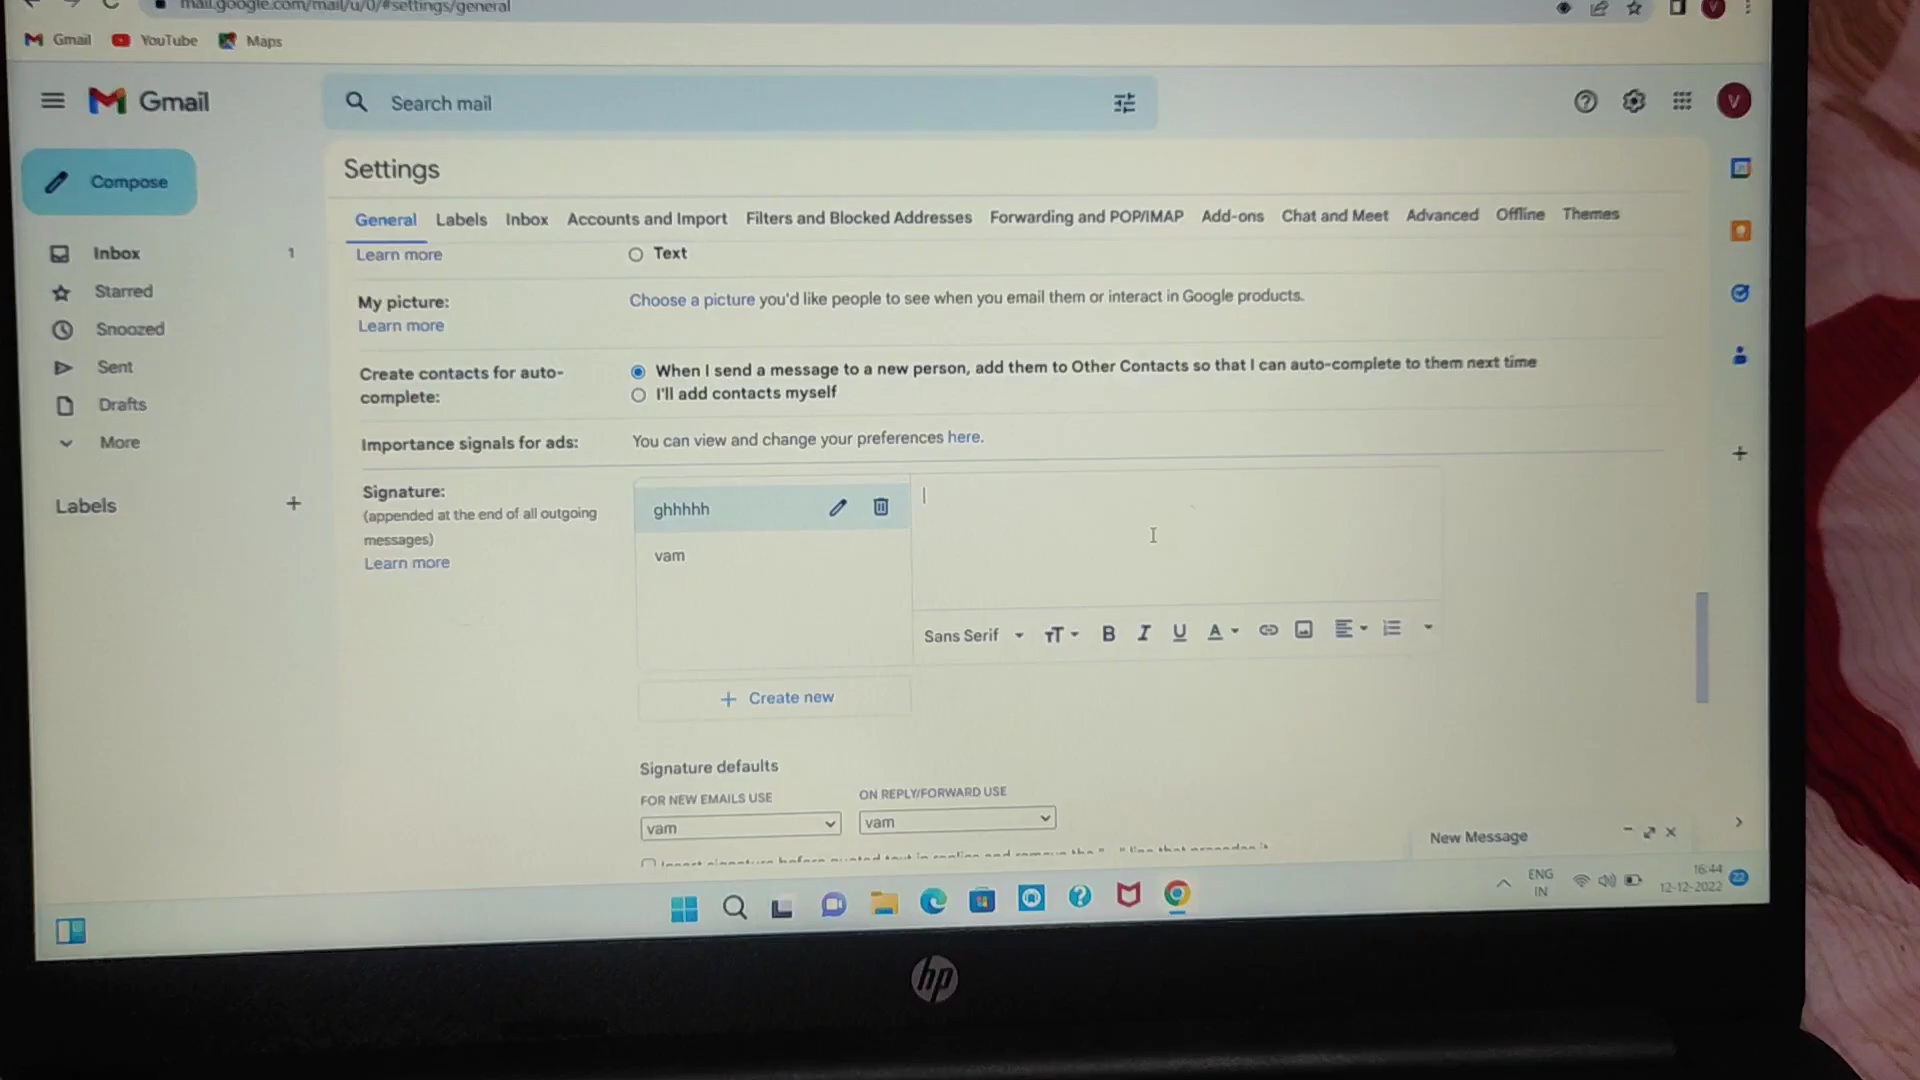 mail.google.com/mail/u/0/#settings/general
Gmail YouTube Maps
Gmail
Search mail
V
Compose
Settings
General Labels Inbox Accounts and Import Filters and Blocked Addresses Forwarding and POP/IMAP Add-ons Chat and Meet Advanced Offline Themes
Inbox 1
Starred
Snoozed
Sent
Drafts
More
Labels +
Learn more
Text
My picture:
Learn more
Choose a picture you'd like people to see when you email them or interact in Google products.
Create contacts for auto-
complete:
When I send a message to a new person, add them to Other Contacts so that I can auto-complete to them next time
I'll add contacts myself
Importance signals for ads:
You can view and change your preferences here.
Signature:
(appended at the end of all outgoing
messages)
Learn more
ghhhhh
vam
Sans Serif
B I U A
+ Create new
Signature defaults
FOR NEW EMAILS USE
vam
ON REPLY/FORWARD USE
vam
New Message
ENG
IN
16:44
12-12-2022
22
hp